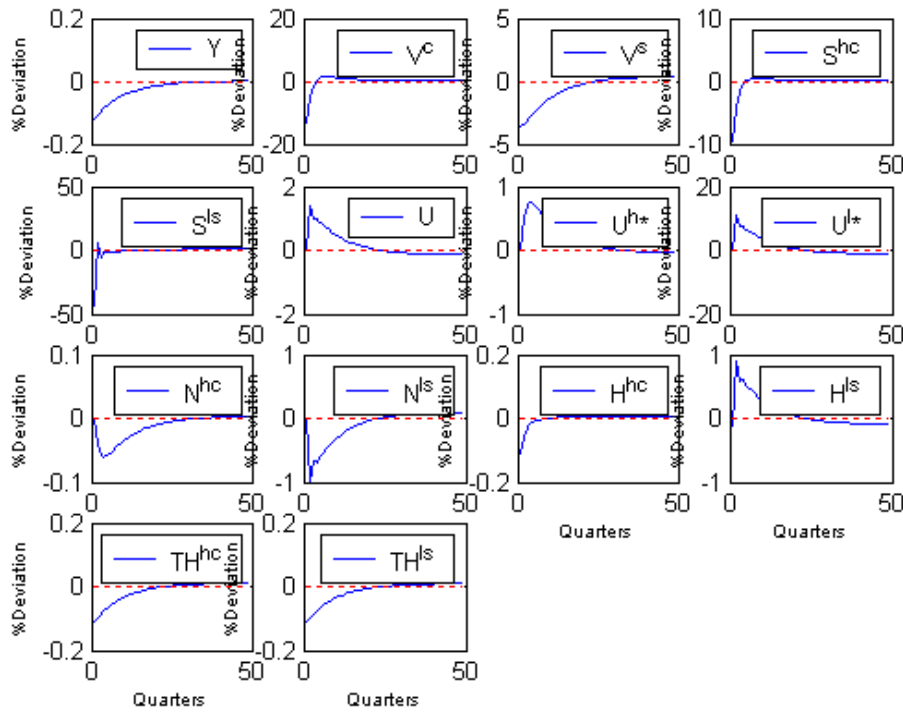 0.2
0
-0.2
0
50
%Deviation
Y
20
0
-20
0
50
%Deviation
V^c
5
0
-5
0
50
%Deviation
V^s
10
0
-10
0
50
%Deviation
S^hc
50
0
-50
0
50
%Deviation
S^ls
2
0
-2
0
50
%Deviation
U
1
0
-1
0
50
%Deviation
U^h*
20
0
-20
0
50
%Deviation
U^l*
0.1
0
-0.1
0
50
%Deviation
N^hc
1
0
-1
0
50
%Deviation
N^ls
0.2
0
-0.2
0
50
%Deviation
H^hc
Quarters
1
0
-1
0
50
%Deviation
H^ls
Quarters
0.2
0
-0.2
0
50
%Deviation
TH^hc
Quarters
0.2
0
-0.2
0
50
%Deviation
TH^ls
Quarters